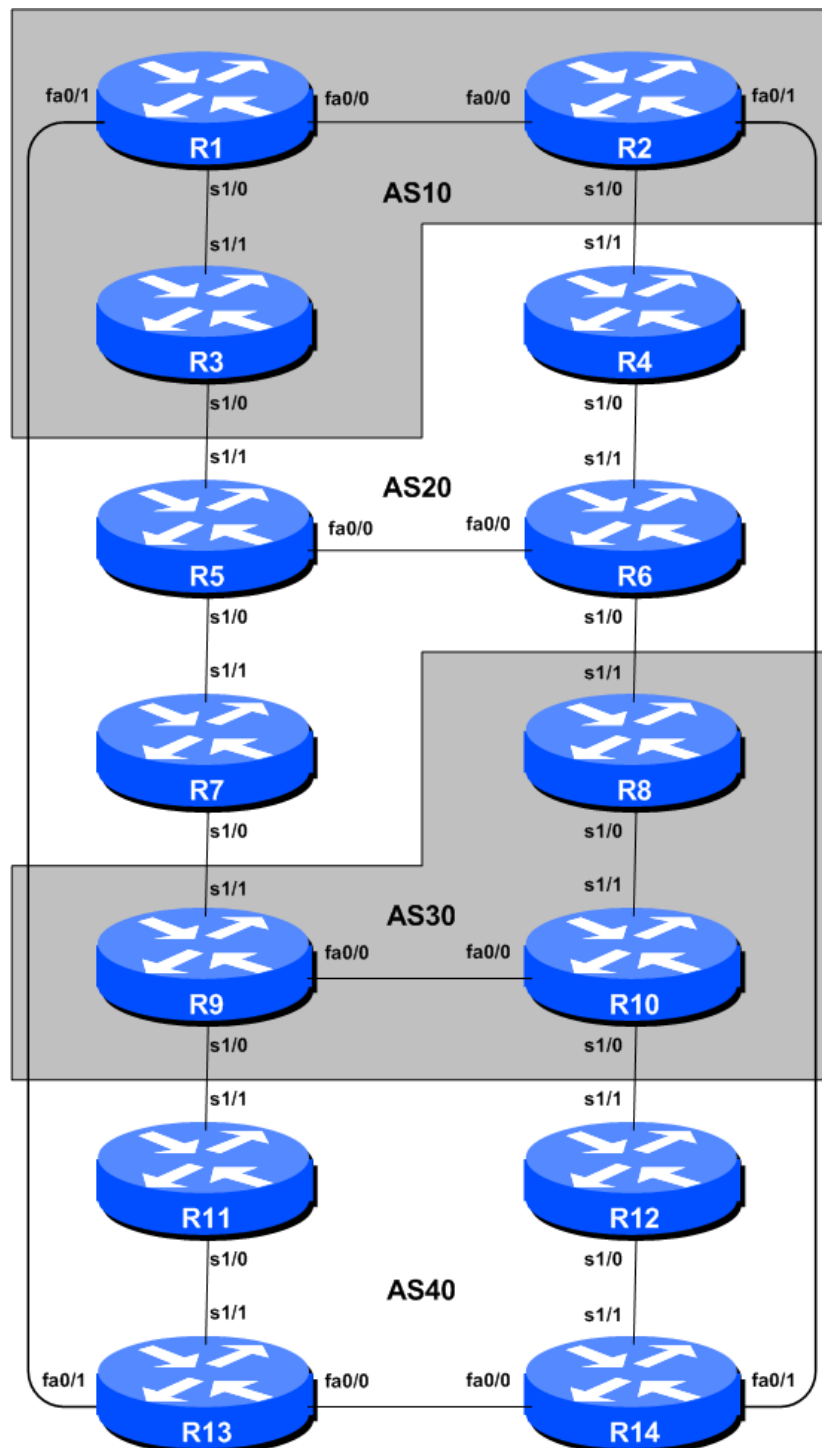 fa0/1 fa0/0 fa0/0 fa0/1
R1 R2
s1/0 AS10 s1/0
s1/1 s1/1
R3 R4
s1/0 s1/0
s1/1 AS20 s1/1
fa0/0 fa0/0
R5 R6
s1/0 s1/0
s1/1 s1/1
R7 R8
s1/0 s1/0
s1/1 AS30 s1/1
fa0/0 fa0/0
R9 R10
s1/0 s1/0
s1/1 s1/1
R11 R12
s1/0 s1/0
AS40
s1/1 s1/1
fa0/1 fa0/0 fa0/0 fa0/1
R13 R14